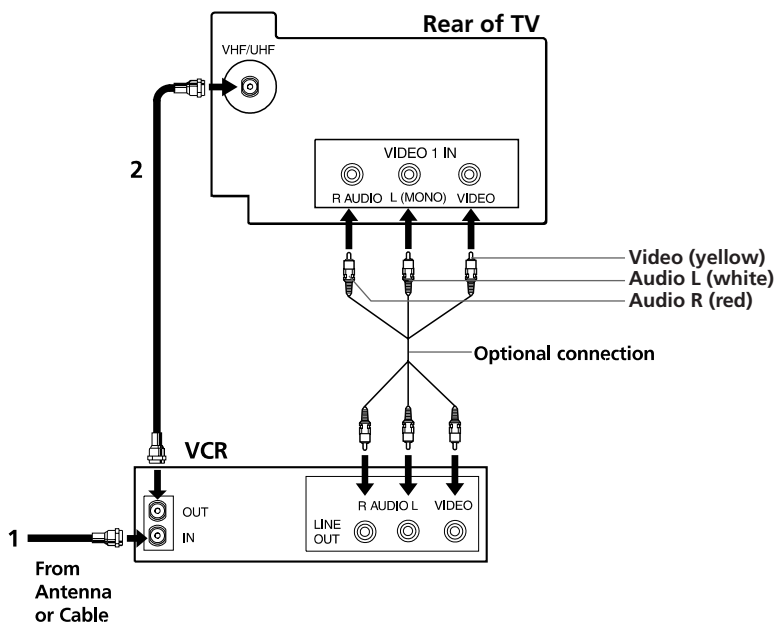 Rear of TV
VHF/UHF
VIDEO 1 IN
R AUDIO L (MONO) VIDEO
2
Video (yellow)
Audio L (white)
Audio R (red)
Optional connection
VCR
R AUDIO L VIDEO
OUT
IN
LINE
OUT
1
From
Antenna
or Cable